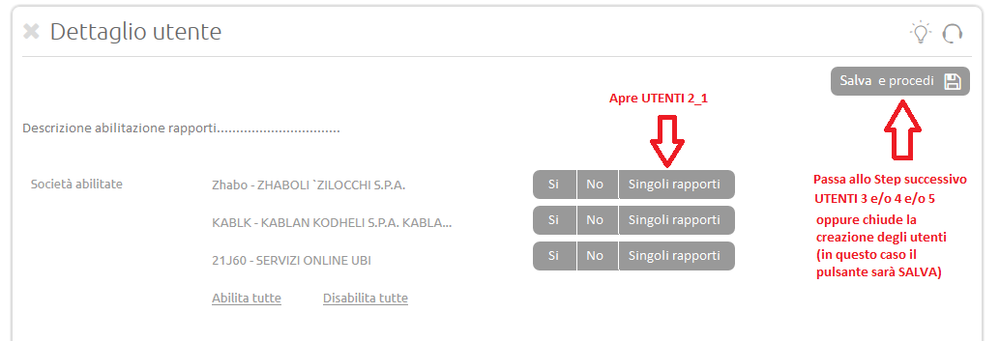 Dettaglio utente
Salva e procedi
Apre UTENTI 2_1
Descrizione abilitazione rapporti..................................
Società abilitate
Zhabo - ZHABOLI `ZILOCCHI S.P.A.
Si No Singoli rapporti
KABLK - KABLAN KODHELI S.P.A. KABLA...
Si No Singoli rapporti
21J60 - SERVIZI ONLINE UBI
Si No Singoli rapporti
Abilita tutte Disabilita tutte
Passa allo Step successivo
UTENTI 3 e/o 4 e/o 5
oppure chiude la
creazione degli utenti
(in questo caso il
pulsante sarà SALVA)